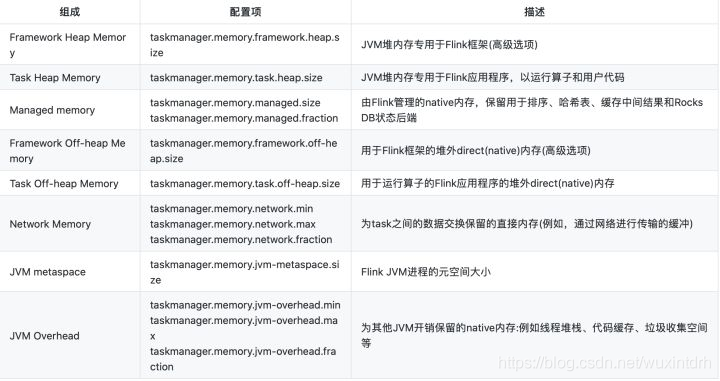 组成 配置项 描述
Framework Heap Memor
y
taskmanager.memory.framework.heap.s
ize
JVM堆内存专用于Flink框架(高级选项)
Task Heap Memory
taskmanager.memory.task.heap.size
JVM堆内存专用于Flink应用程序，以运行算子和用户代码
Managed memory
taskmanager.memory.managed.size
taskmanager.memory.managed.fraction
由Flink管理的native内存，保留用于排序、哈希表、缓存中间结果和Rocks
DB状态后端
Framework Off-heap Me
mory
taskmanager.memory.framework.off-he
ap.size
用于Flink框架的堆外direct(native)内存(高级选项)
Task Off-heap Memory
taskmanager.memory.task.off-heap.size
用于运行算子的Flink应用程序的堆外direct(native)内存
Network Memory
taskmanager.memory.network.min
taskmanager.memory.network.max
taskmanager.memory.network.fraction
为task之间的数据交换保留的直接内存(例如，通过网络进行传输的缓冲)
JVM metaspace
taskmanager.memory.jvm-metaspace.si
ze
Flink JVM进程的元空间大小
JVM Overhead
taskmanager.memory.jvm-overhead.min
taskmanager.memory.jvm-overhead.ma
x
taskmanager.memory.jvm-overhead.fra
ction
为其他JVM开销保留的native内存:例如线程堆栈、代码缓存、垃圾收集空间
等
https://blog.csdn.net/wuxintdrh